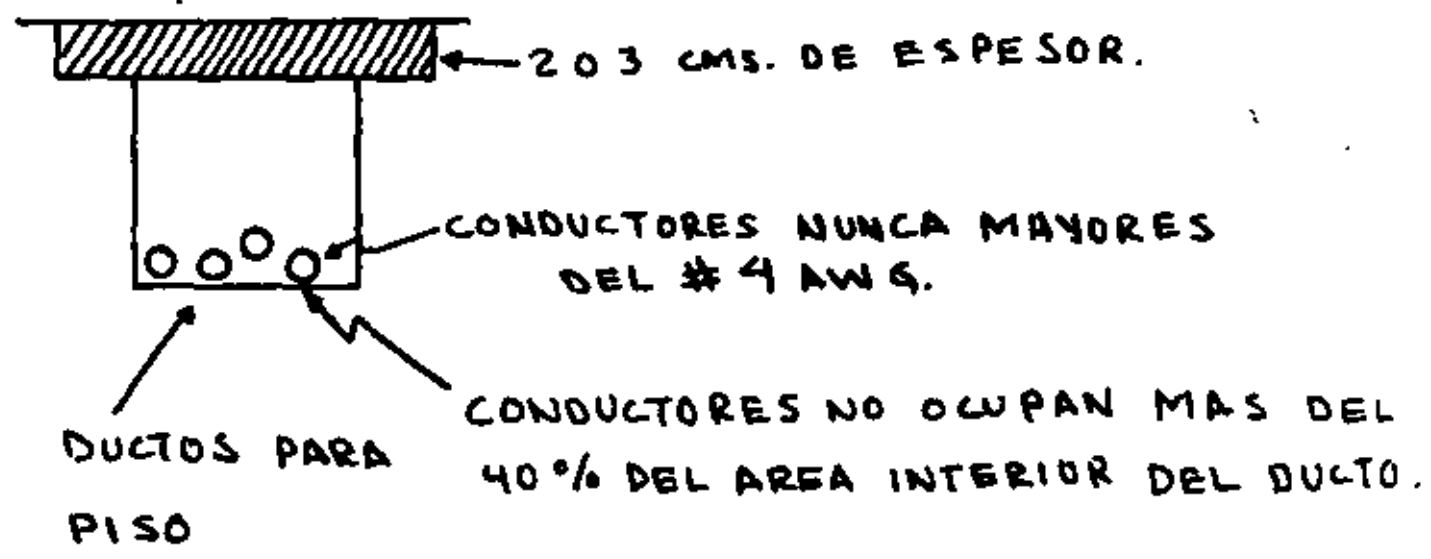 2 0 3 CMS. DE ESPESOR.
CONDUCTORES NUNCA MAYORES
DEL # 4 AWG.
CONDUCTORES NO OCUPAN MAS DEL
40% DEL AREA INTERIOR DEL DUCTO.
DUCTOS PARA
PISO